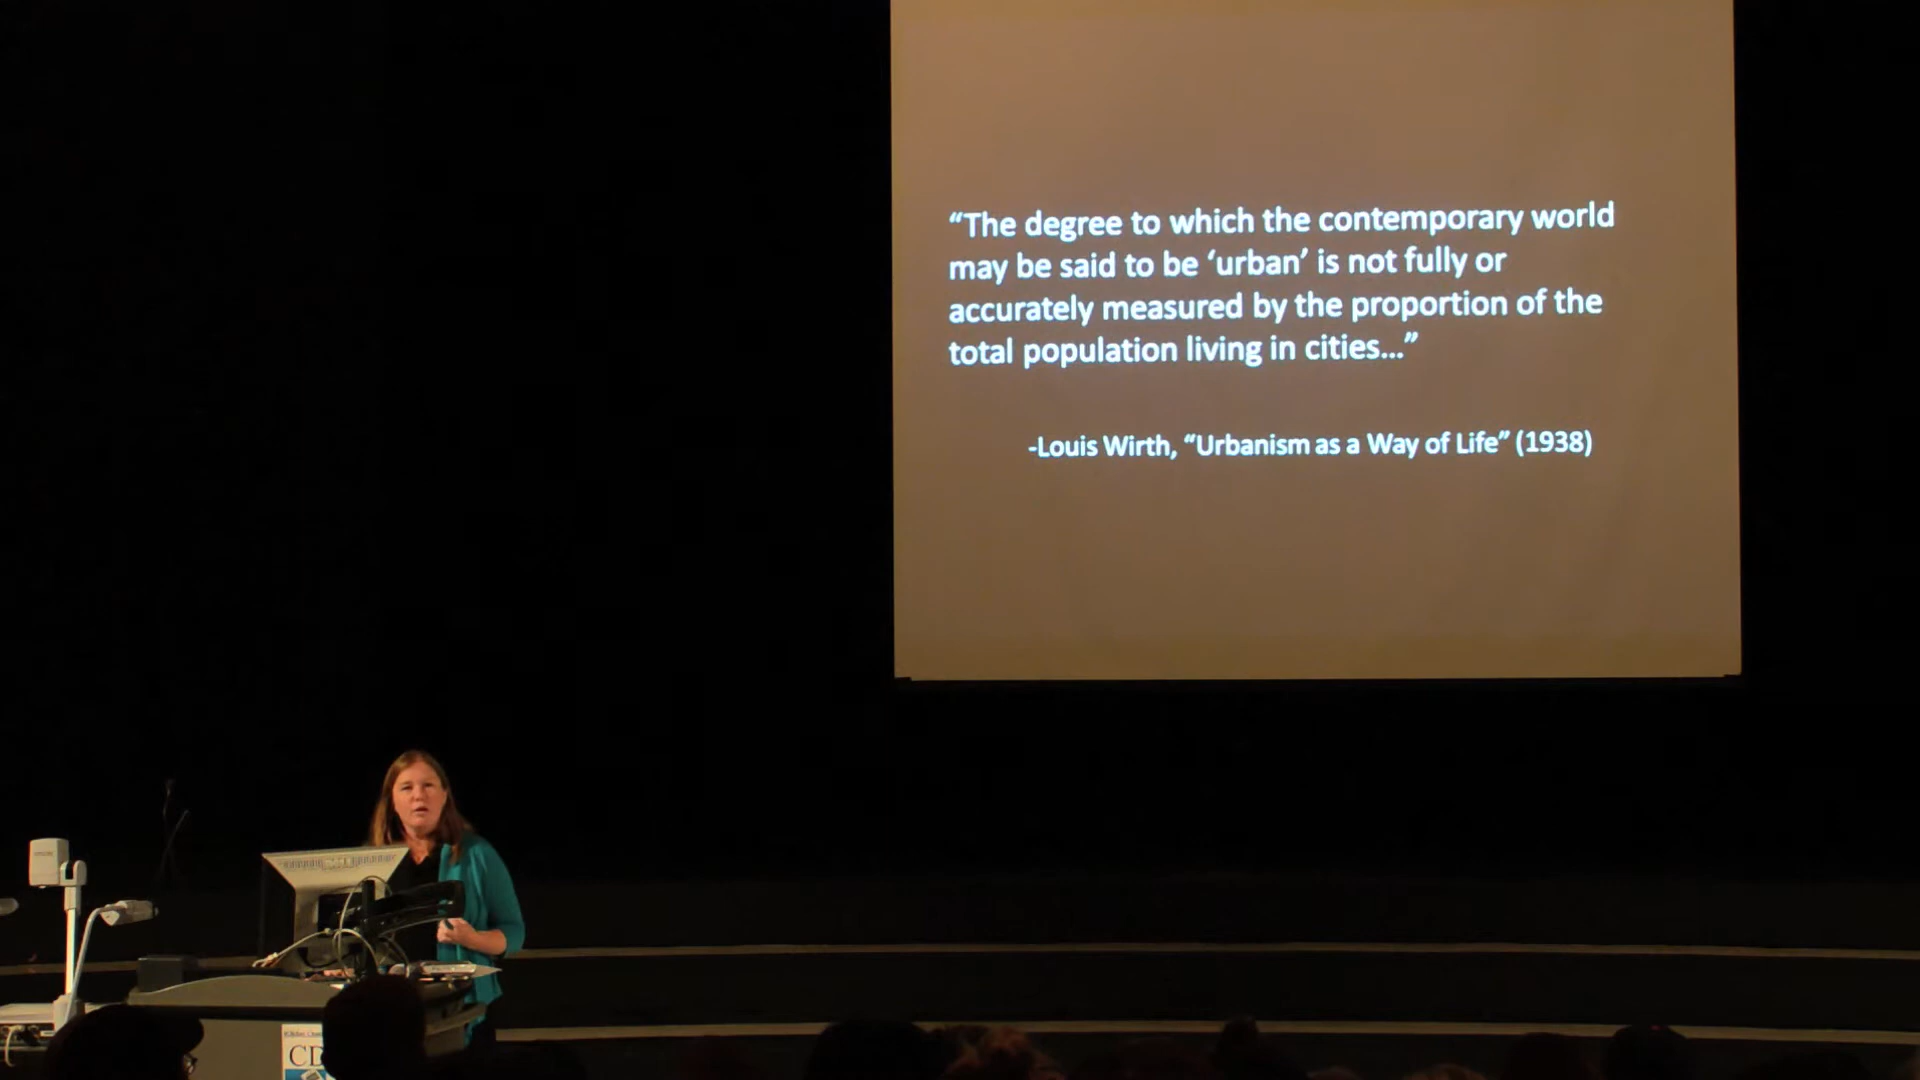 “The degree to which the contemporary world
may be said to be ‘urban’ is not fully or
accurately measured by the proportion of the
total population living in cities...”
-Louis Wirth, “Urbanism as a Way of Life” (1938)
CD